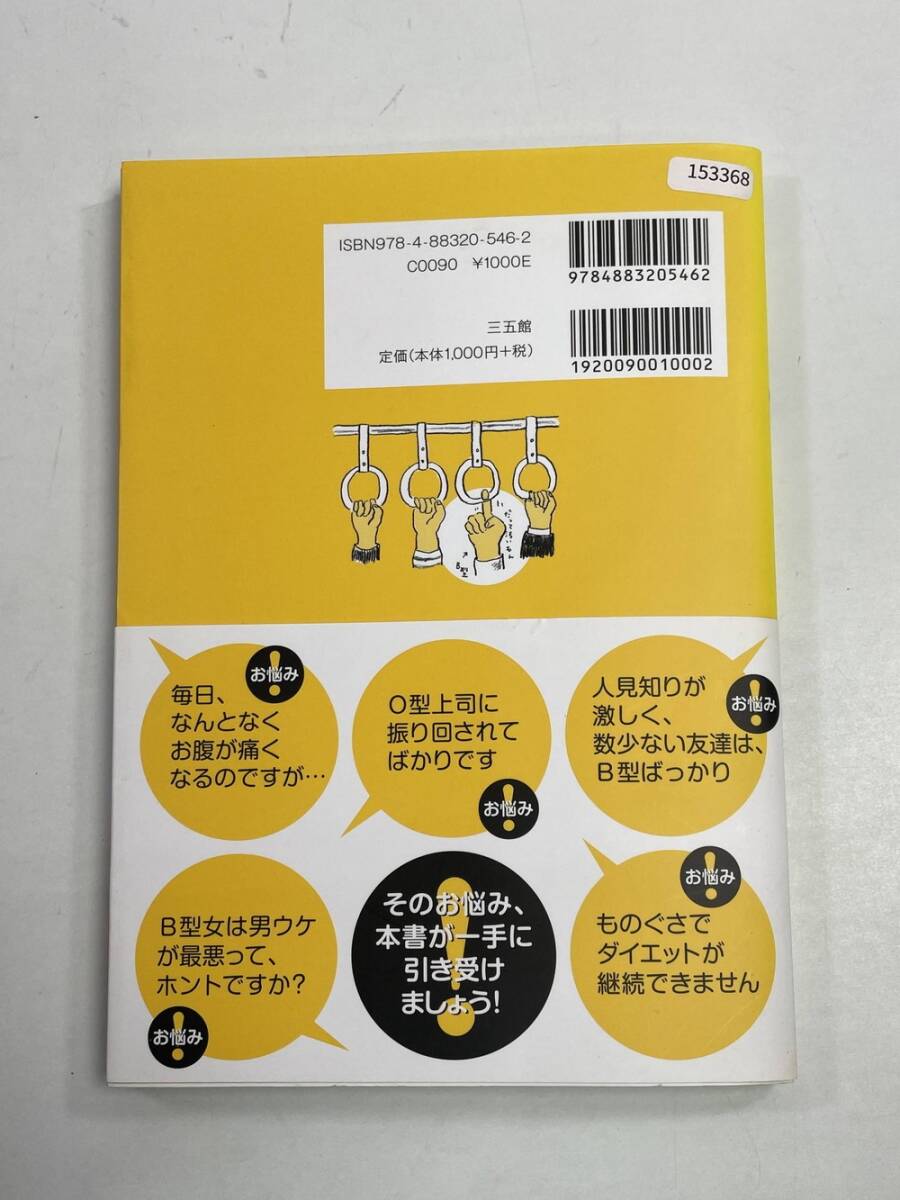 153368
ISBN978-4-88320-546-2
C0090 ¥1000E
9784883205462
三五館
定価(本体1,000円+税)
1920090010002
B型
お悩み
毎日、
なんとなく
お腹が痛く
なるのですが…
O型上司に
振り回されて
ばかりです
お悩み
人見知りが
激しく、
数少ない友達は、
B型ばっかり
お悩み
B型女は男ウケ
が最悪って、
ホントですか?
お悩み
そのお悩み、
本書が一手に
引き受け
ましょう!
お悩み
ものぐさで
ダイエットが
継続できません